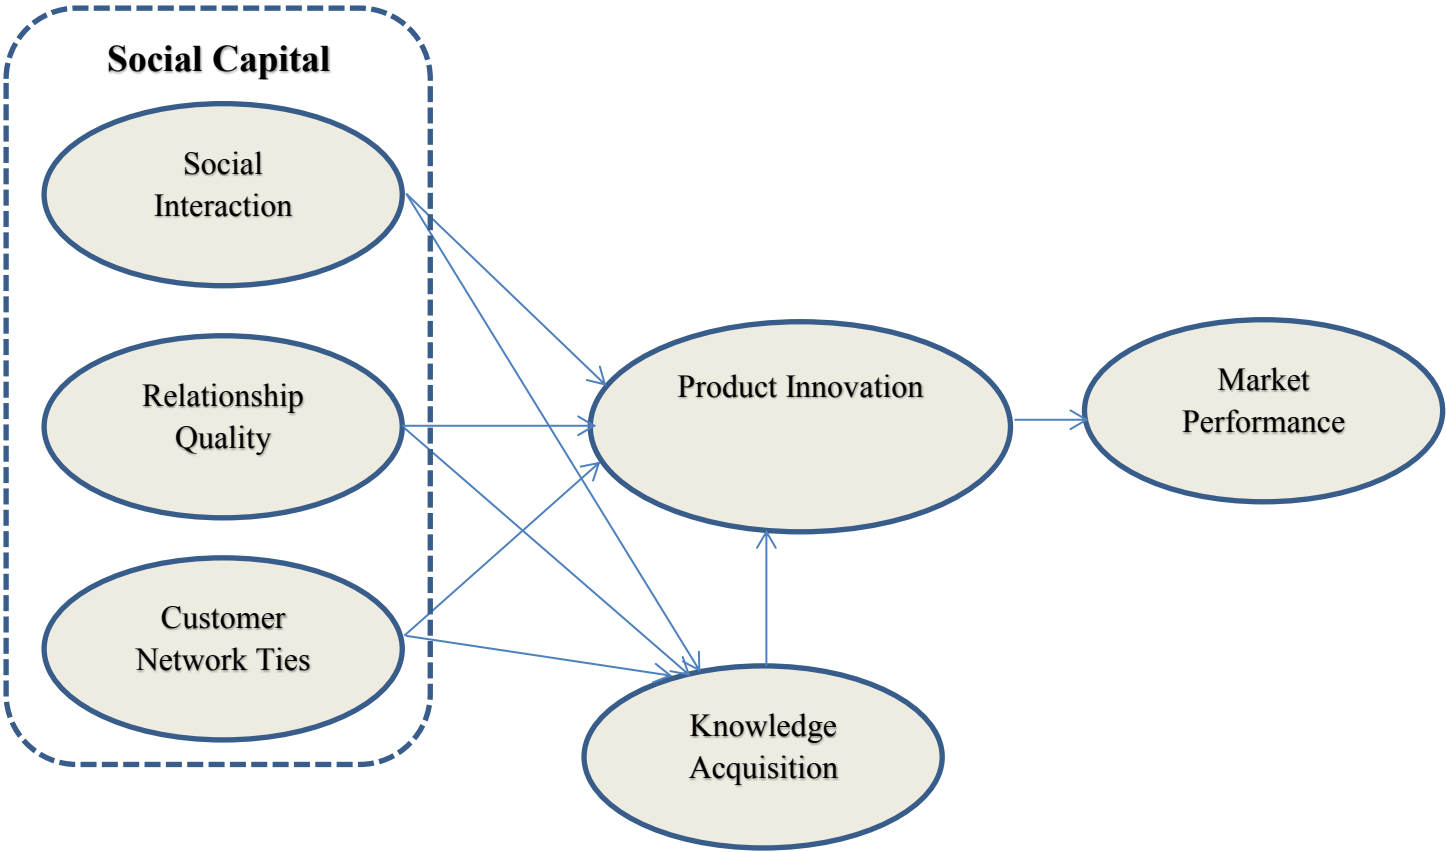 Social Capital
Social
Interaction
Relationship
Quality
Customer
Network Ties
Product Innovation
Market
Performance
Knowledge
Acquisition